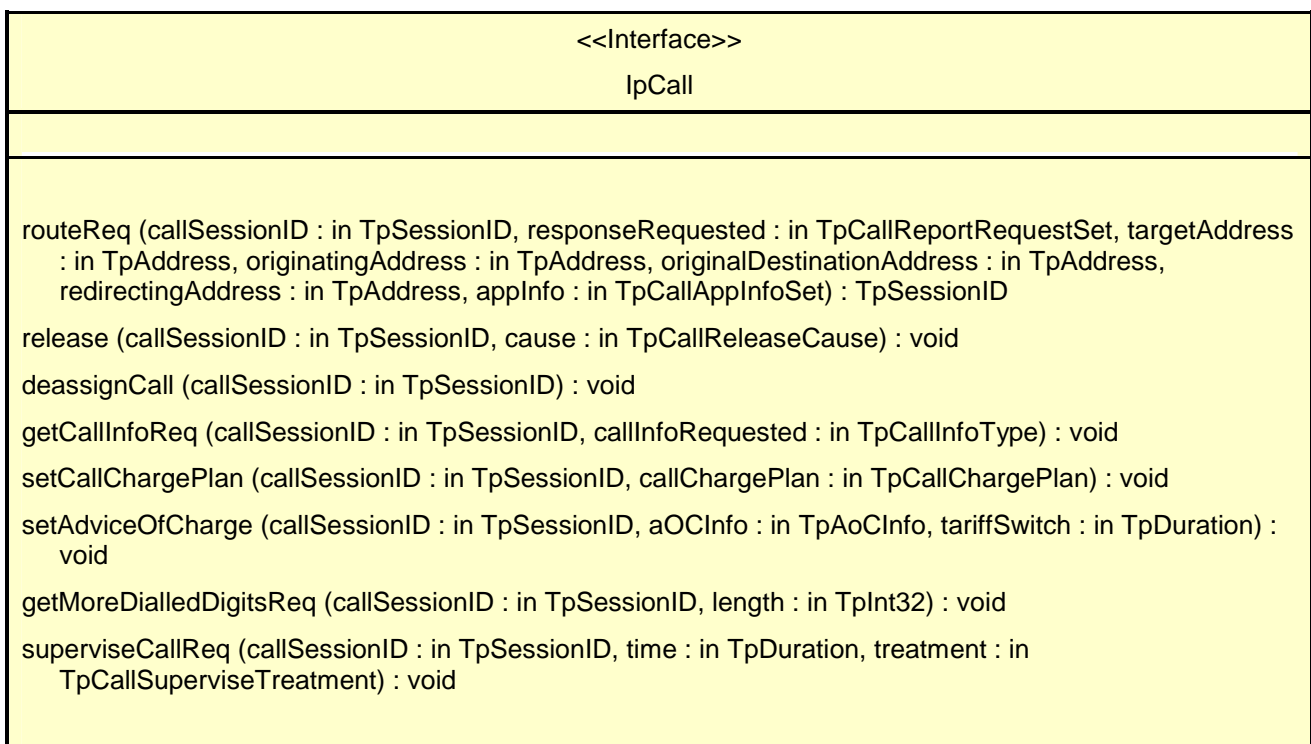 <<Interface>>
IpCall
routeReq (callSessionID : in TpSessionID, responseRequested : in TpCallReportRequestSet, targetAddress
: in TpAddress, originatingAddress : in TpAddress, originalDestinationAddress : in TpAddress,
redirectingAddress : in TpAddress, appInfo : in TpCallAppInfoSet) : TpSessionID
release (callSessionID : in TpSessionID, cause : in TpCallReleaseCause) : void
deassignCall (callSessionID : in TpSessionID) : void
getCallInfoReq (callSessionID : in TpSessionID, callInfoRequested : in TpCallInfoType) : void
setCallChargePlan (callSessionID : in TpSessionID, callChargePlan : in TpCallChargePlan) : void
setAdviceOfCharge (callSessionID : in TpSessionID, aOCInfo : in TpAoCInfo, tariffSwitch : in TpDuration) :
void
getMoreDialledDigitsReq (callSessionID : in TpSessionID, length : in TpInt32) : void
superviseCallReq (callSessionID : in TpSessionID, time : in TpDuration, treatment : in
TpCallSuperviseTreatment) : void